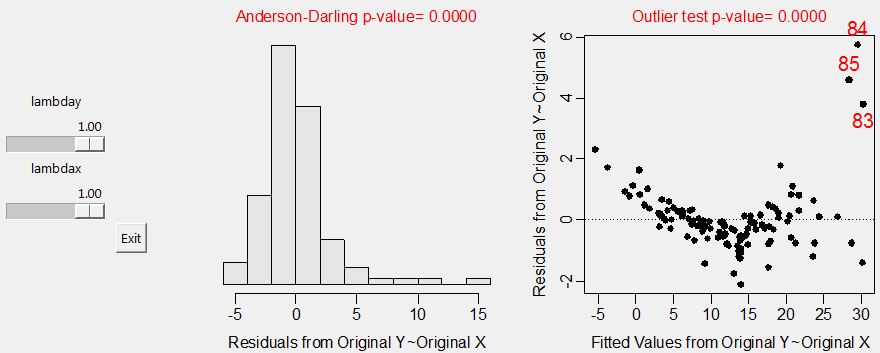 lambday
1.00
lambdax
1.00
Exit
Anderson-Darling p-value= 0.0000
-5 0 5 10 15
Residuals from Original Y~Original X
Outlier test p-value= 0.0000
Residuals from Original Y~Original X
6
4
2
0
-2
84
85
83
-5 0 5 10 15 20 25 30
Fitted Values from Original Y~Original X